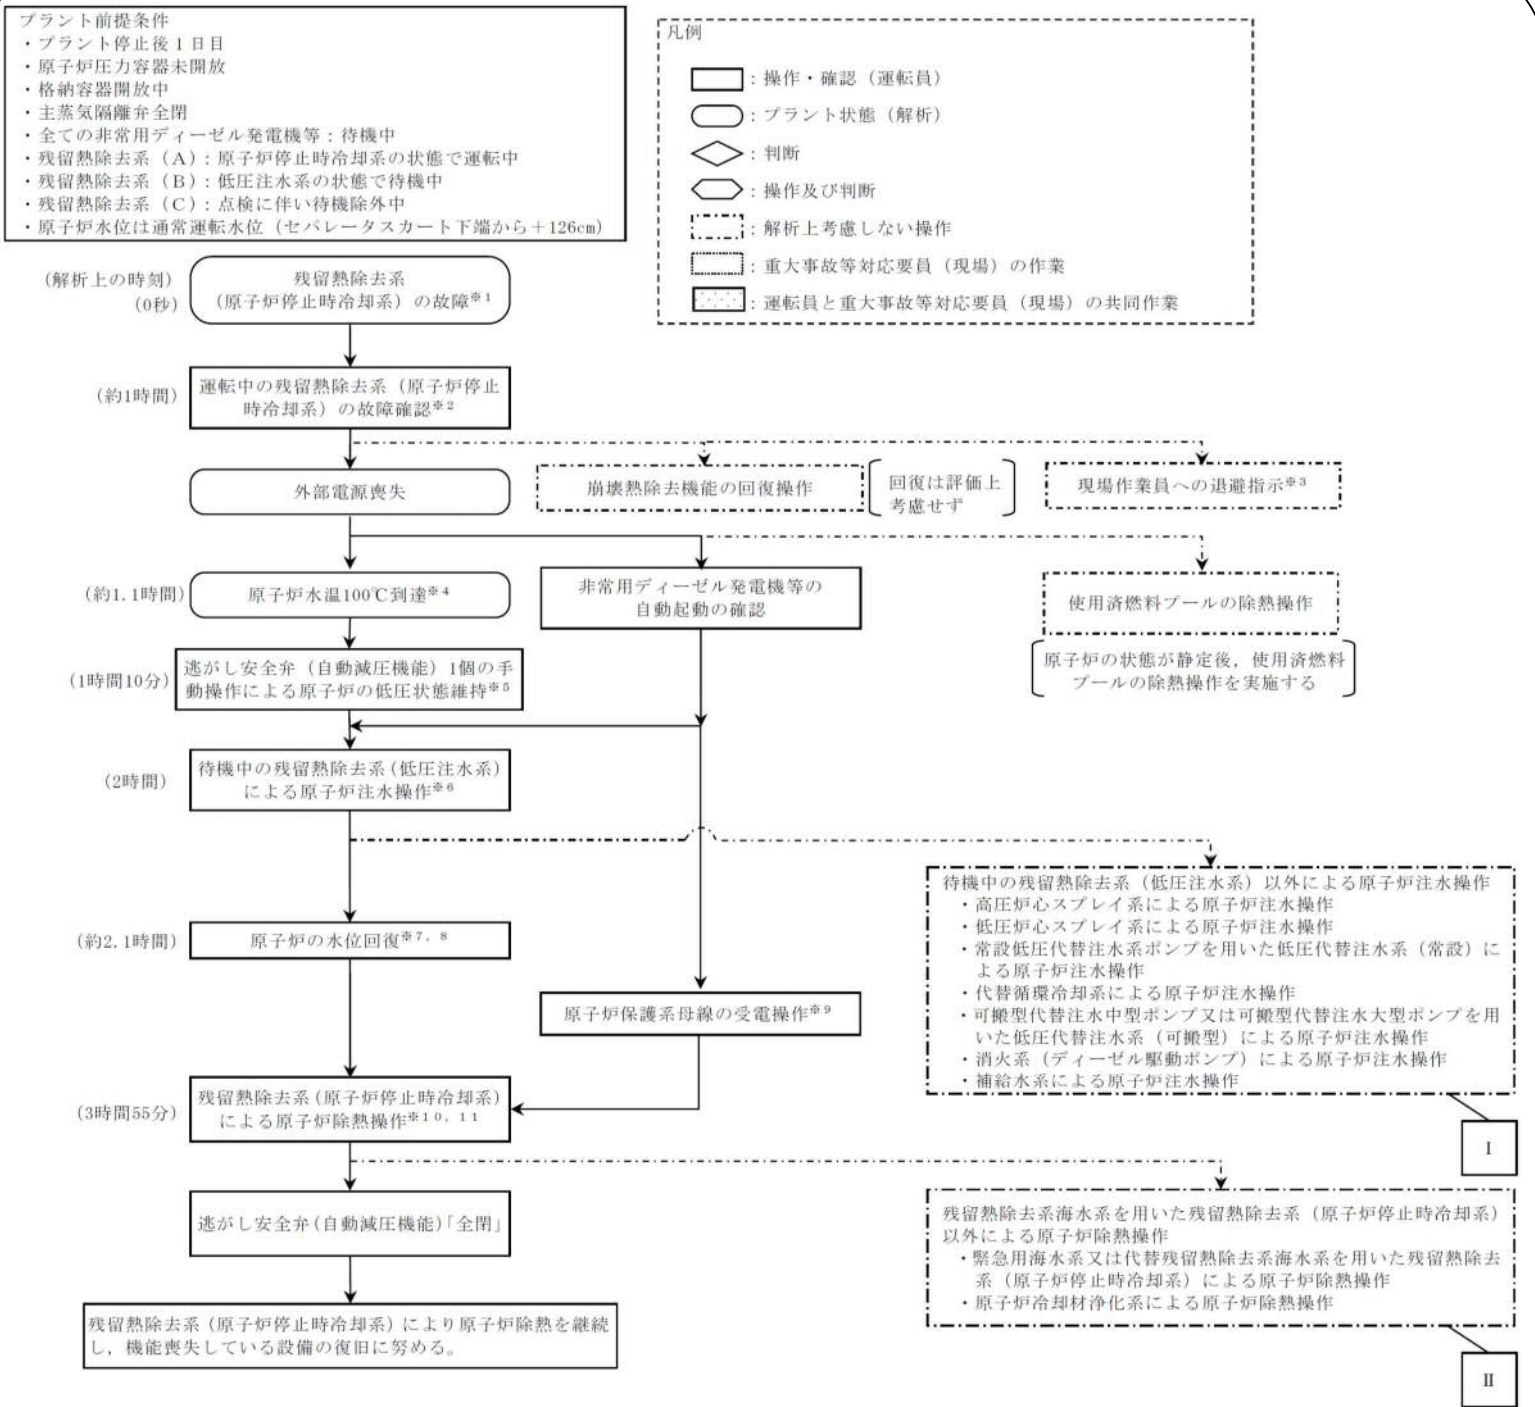 プラント前提条件
・プラント停止後1日目
・原子炉圧力容器未開放
・格納容器開放中
・主蒸気隔離弁全閉
・全ての非常用ディーゼル発電機等：待機中
・残留熱除去系（A）：原子炉停止時冷却系の状態で運転中
・残留熱除去系（B）：低圧注水系の状態で待機中
・残留熱除去系（C）：点検に伴い待機除外中
・原子炉水位は通常運転水位（セパレータスカート下端から＋126cm）
凡例
：操作・確認（運転員）
：プラント状態（解析）
：判断
：操作及び判断
：解析上考慮しない操作
：重大事故等対応要員（現場）の作業
：運転員と重大事故等対応要員（現場）の共同作業
（解析上の時刻）
（0秒）
残留熱除去系
（原子炉停止時冷却系）の故障※1
（約1時間）
運転中の残留熱除去系（原子炉停止
時冷却系）の故障確認※2
外部電源喪失
崩壊熱除去機能の回復操作
回復は評価上
考慮せず
現場作業員への退避指示※3
（約1.1時間）
原子炉水温100℃到達※4
非常用ディーゼル発電機等の
自動起動の確認
使用済燃料プールの除熱操作
原子炉の状態が静定後，使用済燃料
プールの除熱操作を実施する
（1時間10分）
逃がし安全弁（自動減圧機能）1個の手
動操作による原子炉の低圧状態維持※5
（2時間）
待機中の残留熱除去系（低圧注水系）
による原子炉注水操作※6
待機中の残留熱除去系（低圧注水系）以外による原子炉注水操作
・高圧炉心スプレイ系による原子炉注水操作
・低圧炉心スプレイ系による原子炉注水操作
・常設低圧代替注水系ポンプを用いた低圧代替注水系（常設）に
よる原子炉注水操作
・代替循環冷却系による原子炉注水操作
・可搬型代替注水中型ポンプ又は可搬型代替注水大型ポンプを用
いた低圧代替注水系（可搬型）による原子炉注水操作
・消火系（ディーゼル駆動ポンプ）による原子炉注水操作
・補給水系による原子炉注水操作
Ⅰ
（約2.1時間）
原子炉の水位回復※7，8
原子炉保護系母線の受電操作※9
（3時間55分）
残留熱除去系（原子炉停止時冷却系）
による原子炉除熱操作※10，11
逃がし安全弁（自動減圧機能）「全閉」
残留熱除去系海水系を用いた残留熱除去系（原子炉停止時冷却系）
以外による原子炉除熱操作
・緊急用海水系又は代替残留熱除去系海水系を用いた残留熱除去
系（原子炉停止時冷却系）による原子炉除熱操作
・原子炉冷却材浄化系による原子炉除熱操作
Ⅱ
残留熱除去系（原子炉停止時冷却系）により原子炉除熱を継続
し，機能喪失している設備の復旧に努める。